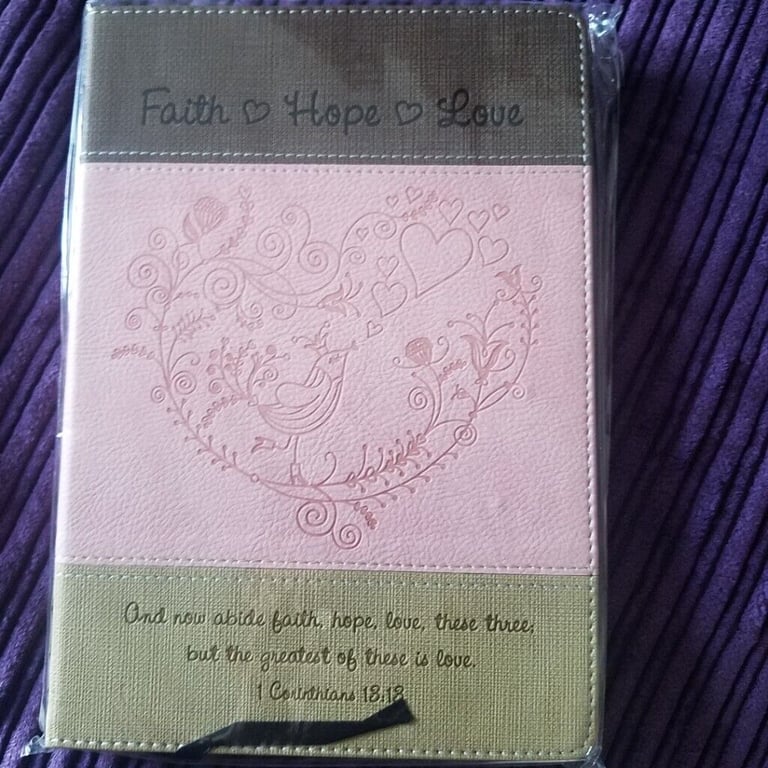 Faith ♡ Hope ♡ Love
And now abide faith, hope, love, these three;
but the greatest of these is love.
1 Corinthians 13:13